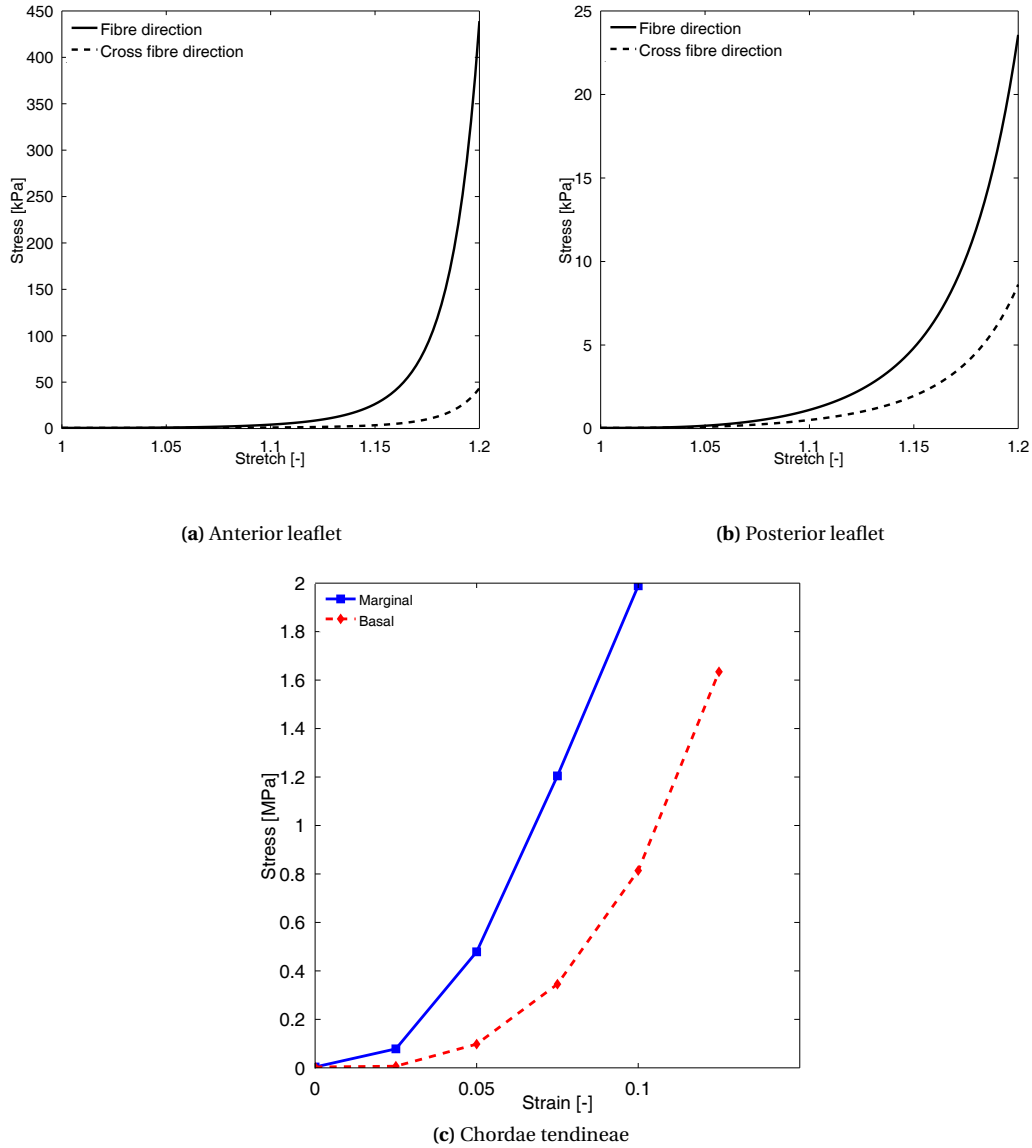 450
400
350
300
250
200
150
100
50
0
Stress [kPa]
Fibre direction
Cross fibre direction
1 1.05 1.1 1.15 1.2
Stretch [-]
(a) Anterior leaflet
25
20
15
10
5
0
Stress [kPa]
Fibre direction
Cross fibre direction
1 1.05 1.1 1.15 1.2
Stretch [-]
(b) Posterior leaflet
2
1.8
1.6
1.4
1.2
1
0.8
0.6
0.4
0.2
0
Stress [MPa]
Marginal
Basal
0 0.05 0.1
Strain [-]
(c) Chordae tendineae